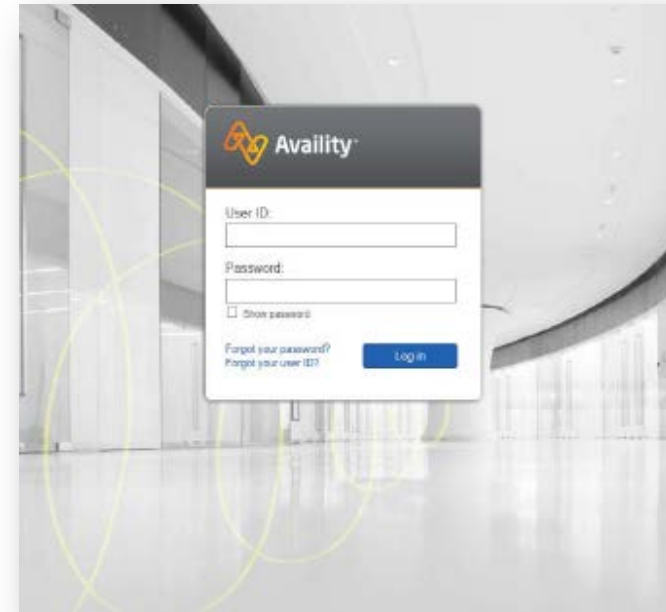 Availity
User ID:
Password:
Show password
Forgot your password?
Forgot your user ID?
Log in